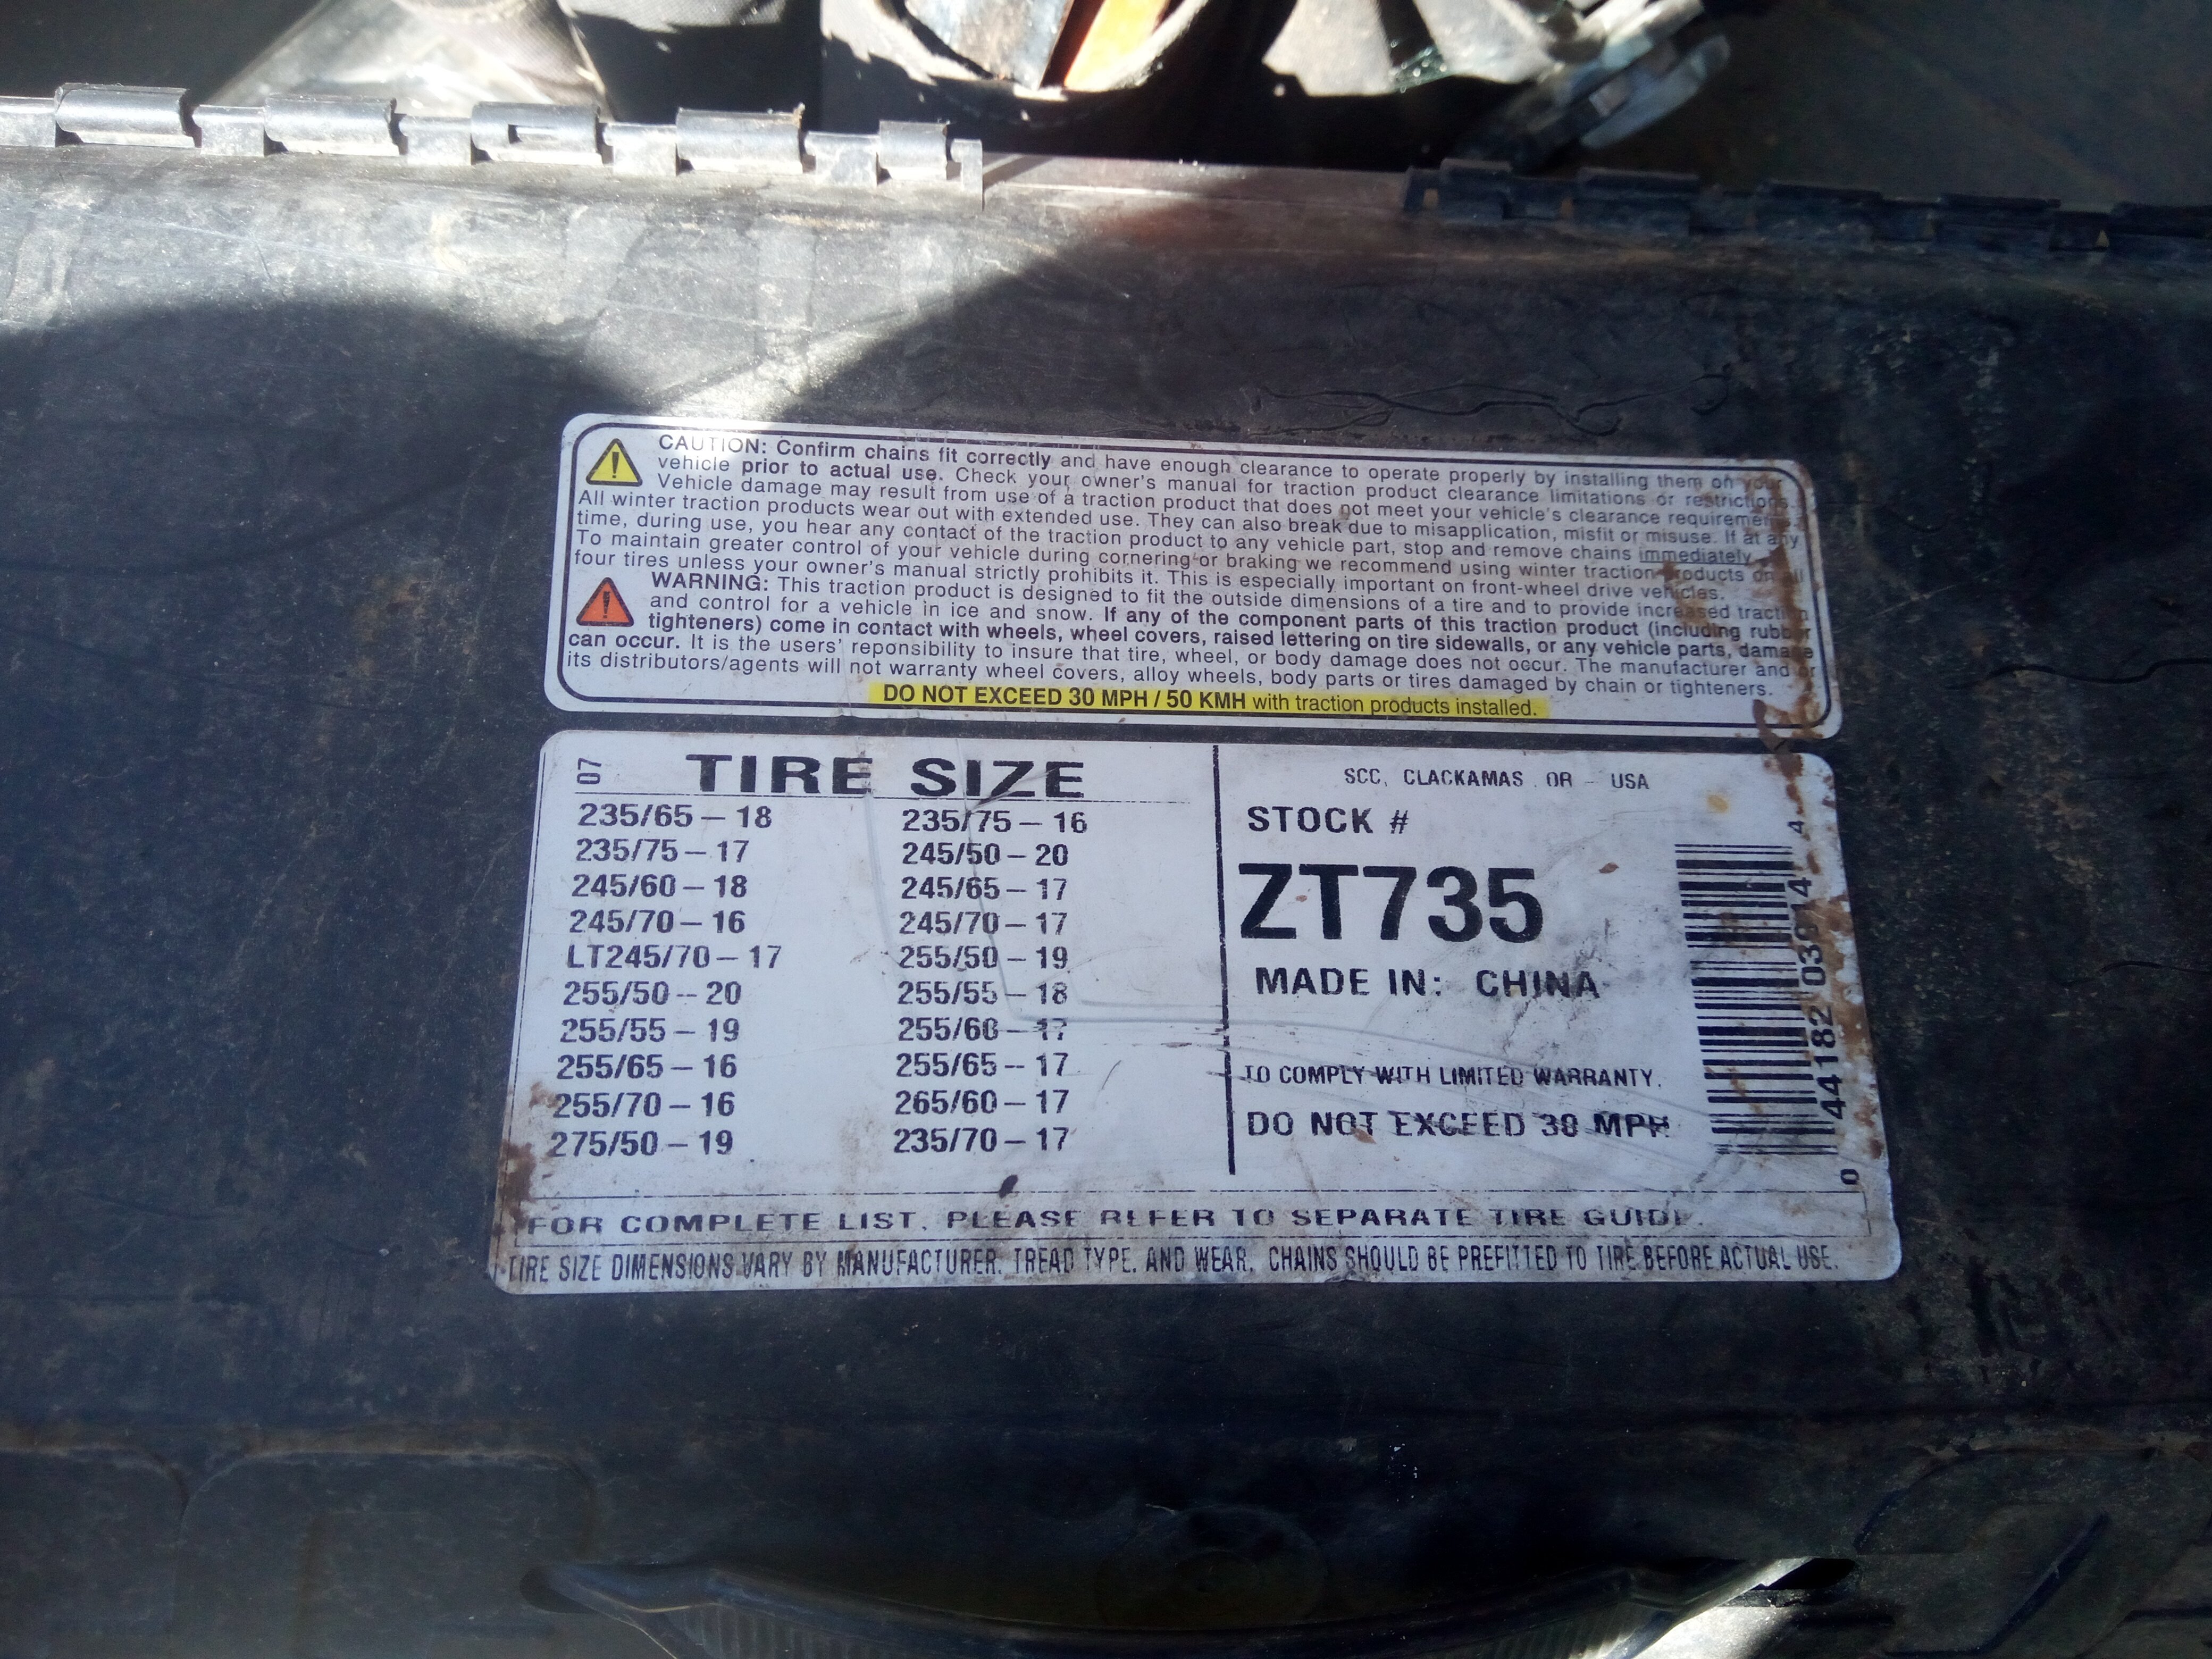 CAUTION: Confirm chains fit correctly and have enough clearance to operate properly by installing them on your
vehicle prior to actual use. Check your owner's manual for traction product clearance limitations or restrictions.
Vehicle damage may result from use of a traction product that does not meet your vehicle's clearance requirements.
All winter traction products wear out with extended use. They can also break due to misapplication, misfit or misuse. If at any
time, during use, you hear any contact of the traction product to any vehicle part, stop and remove chains immediately.
To maintain greater control of your vehicle during cornering or braking we recommend using winter traction products on all
four tires unless your owner's manual strictly prohibits it. This is especially important on front-wheel drive vehicles.
WARNING: This traction product is designed to fit the outside dimensions of a tire and to provide increased traction
and control for a vehicle in ice and snow. If any of the component parts of this traction product (including rubber
tighteners) come in contact with wheels, wheel covers, raised lettering on tire sidewalls, or any vehicle parts, damage
can occur. It is the users' reponsibility to insure that tire, wheel, or body damage does not occur. The manufacturer and or
its distributors/agents will not warranty wheel covers, alloy wheels, body parts or tires damaged by chain or tighteners.
DO NOT EXCEED 30 MPH / 50 KMH with traction products installed.
07 TIRE SIZE
235/65 – 18 235/75 – 16
235/75 – 17 245/50 – 20
245/60 – 18 245/65 – 17
245/70 – 16 245/70 – 17
LT245/70 – 17 255/50 – 19
255/50 – 20 255/55 – 18
255/55 – 19 255/60 – 17
255/65 – 16 255/65 – 17
255/70 – 16 265/60 – 17
275/50 – 19 235/70 – 17
SCC, CLACKAMAS OR – USA
STOCK #
ZT735
MADE IN: CHINA
TO COMPLY WITH LIMITED WARRANTY.
DO NOT EXCEED 30 MPH
0 44182 03914 4
FOR COMPLETE LIST, PLEASE REFER TO SEPARATE TIRE GUIDE.
TIRE SIZE DIMENSIONS VARY BY MANUFACTURER, TREAD TYPE, AND WEAR. CHAINS SHOULD BE PREFITTED TO TIRE BEFORE ACTUAL USE.